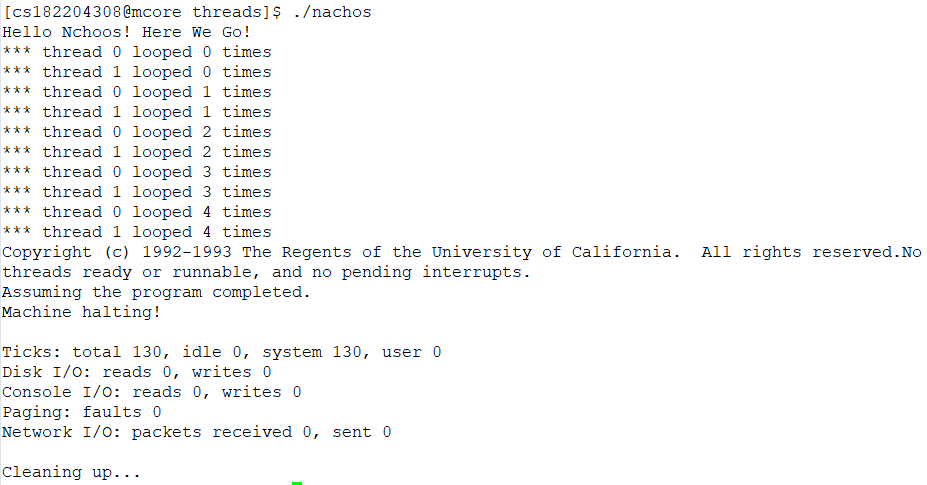 [cs182204308@mcore threads]$ ./nachos
Hello Nchoos! Here We Go!
*** thread 0 looped 0 times
*** thread 1 looped 0 times
*** thread 0 looped 1 times
*** thread 1 looped 1 times
*** thread 0 looped 2 times
*** thread 1 looped 2 times
*** thread 0 looped 3 times
*** thread 1 looped 3 times
*** thread 0 looped 4 times
*** thread 1 looped 4 times
Copyright (c) 1992-1993 The Regents of the University of California.  All rights reserved.No
threads ready or runnable, and no pending interrupts.
Assuming the program completed.
Machine halting!

Ticks: total 130, idle 0, system 130, user 0
Disk I/O: reads 0, writes 0
Console I/O: reads 0, writes 0
Paging: faults 0
Network I/O: packets received 0, sent 0

Cleaning up...